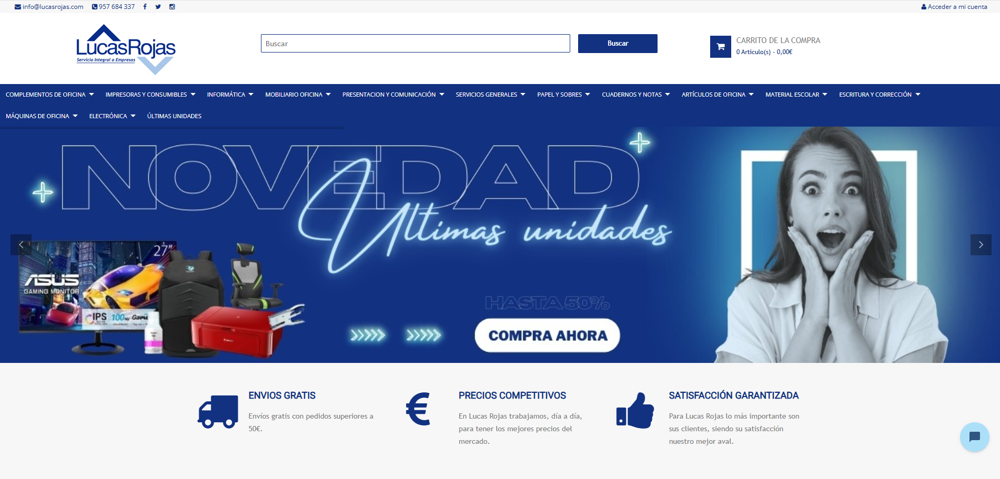 info@lucasrojas.com 957 684 337 Acceder a mi cuenta
LucasRojas
Servicio Integral a Empresas
Buscar
Buscar
CARRITO DE LA COMPRA
0 Articulo(s) - 0,00€
COMPLEMENTOS DE OFICINA IMPRESORAS Y CONSUMIBLES INFORMÁTICA MOBILIARIO OFICINA PRESENTACION Y COMUNICACIÓN SERVICIOS GENERALES PAPEL Y SOBRES CUADERNOS Y NOTAS ARTÍCULOS DE OFICINA MATERIAL ESCOLAR ESCRITURA Y CORRECCIÓN
MÁQUINAS DE OFICINA ELECTRÓNICA ÚLTIMAS UNIDADES
NOVEDAD
Ultimas unidades
27"
ASUS
GAMING MONITOR
IPS 100Hz
Canon
HASTA 50%
COMPRA AHORA
ENVIOS GRATIS
Envíos gratis con pedidos superiores a
50€.
PRECIOS COMPETITIVOS
En Lucas Rojas trabajamos, día a día,
para tener los mejores precios del
mercado.
SATISFACCIÓN GARANTIZADA
Para Lucas Rojas lo más importante son
sus clientes, siendo su satisfacción
nuestro mejor aval.